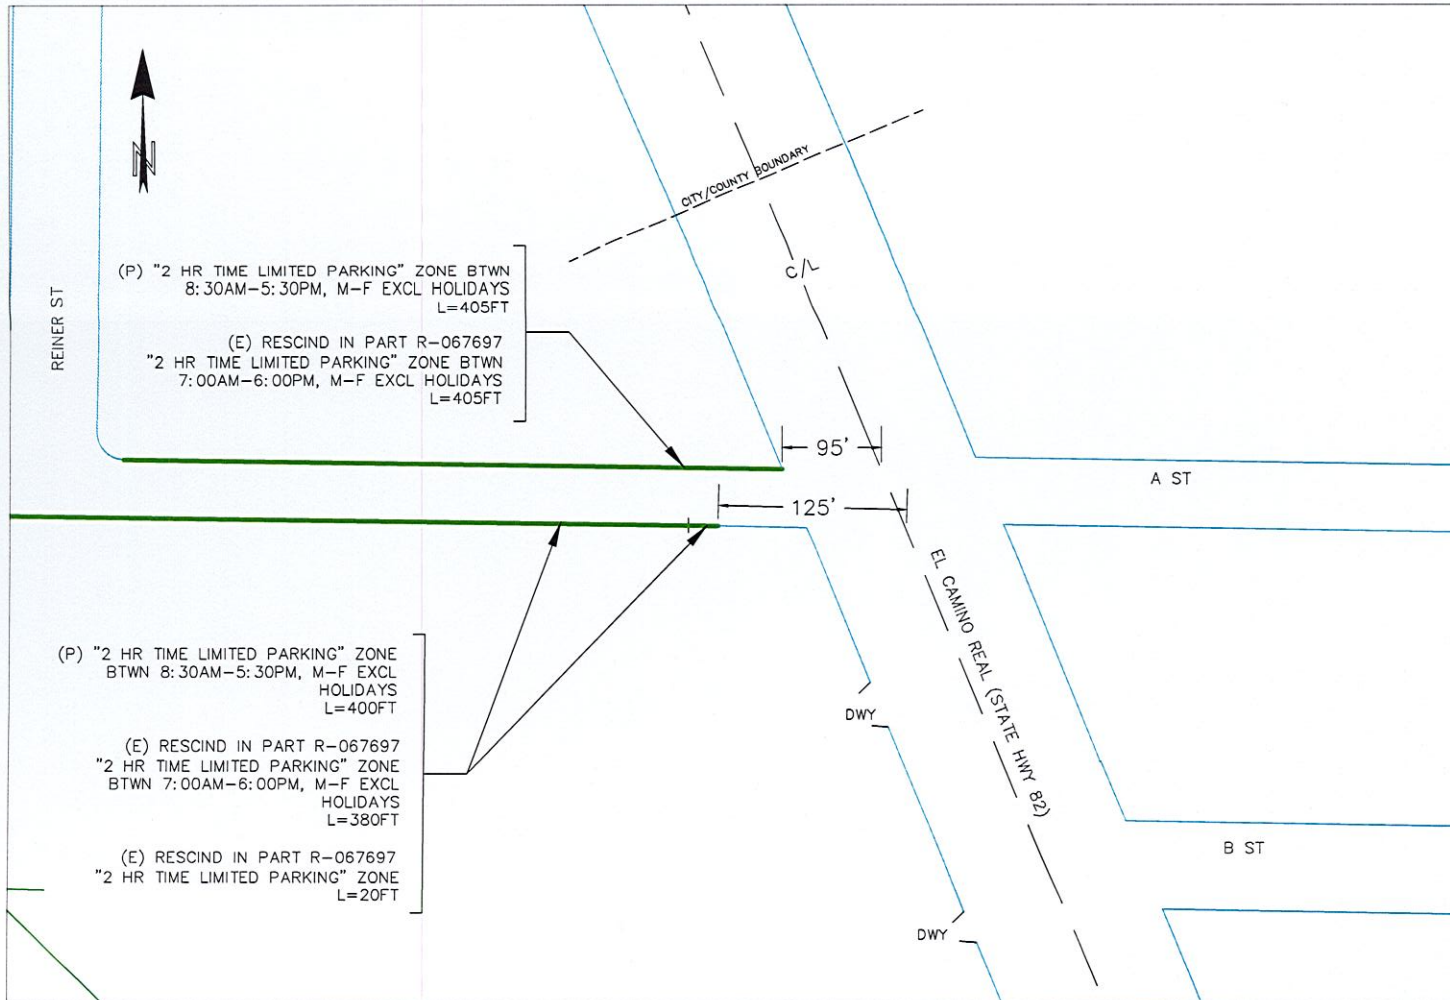 N
CITY/COUNTY BOUNDARY
C/L
REINER ST
(P) "2 HR TIME LIMITED PARKING" ZONE BTWN
8:30AM-5:30PM, M-F EXCL HOLIDAYS
L=405FT
(E) RESCIND IN PART R-067697
"2 HR TIME LIMITED PARKING" ZONE BTWN
7:00AM-6:00PM, M-F EXCL HOLIDAYS
L=405FT
95'
A ST
125'
EL CAMINO REAL (STATE HWY 82)
(P) "2 HR TIME LIMITED PARKING" ZONE
BTWN 8:30AM-5:30PM, M-F EXCL
HOLIDAYS
L=400FT
(E) RESCIND IN PART R-067697
"2 HR TIME LIMITED PARKING" ZONE
BTWN 7:00AM-6:00PM, M-F EXCL
HOLIDAYS
L=380FT
(E) RESCIND IN PART R-067697
"2 HR TIME LIMITED PARKING" ZONE
L=20FT
DWY
B ST
DWY